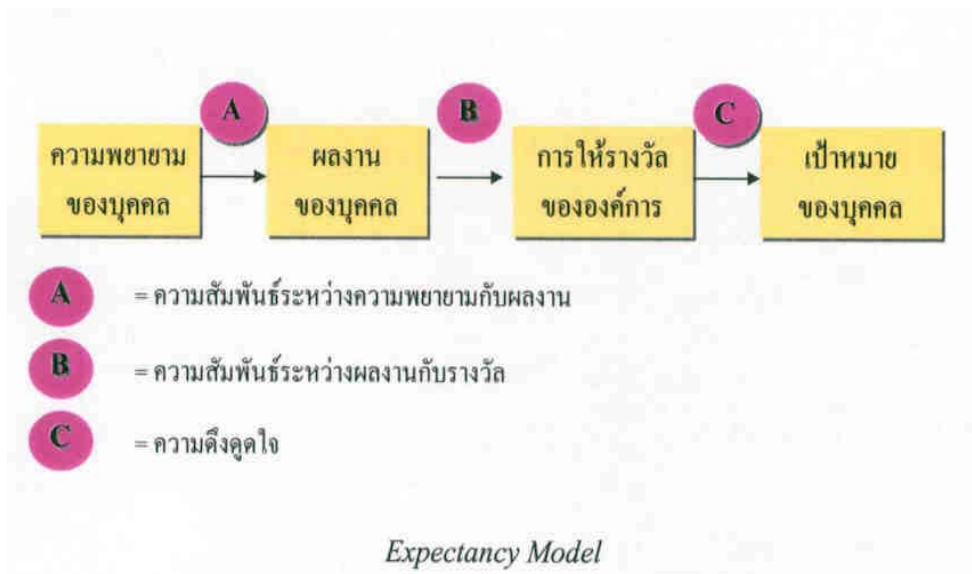 A
B
C
ความพยายาม
ของบุคคล
ผลงาน
ของบุคคล
การให้รางวัล
ขององค์การ
เป้าหมาย
ของบุคคล
A = ความสัมพันธ์ระหว่างความพยายามกับผลงาน
B = ความสัมพันธ์ระหว่างผลงานกับรางวัล
C = ความดึงดูดใจ
Expectancy Model